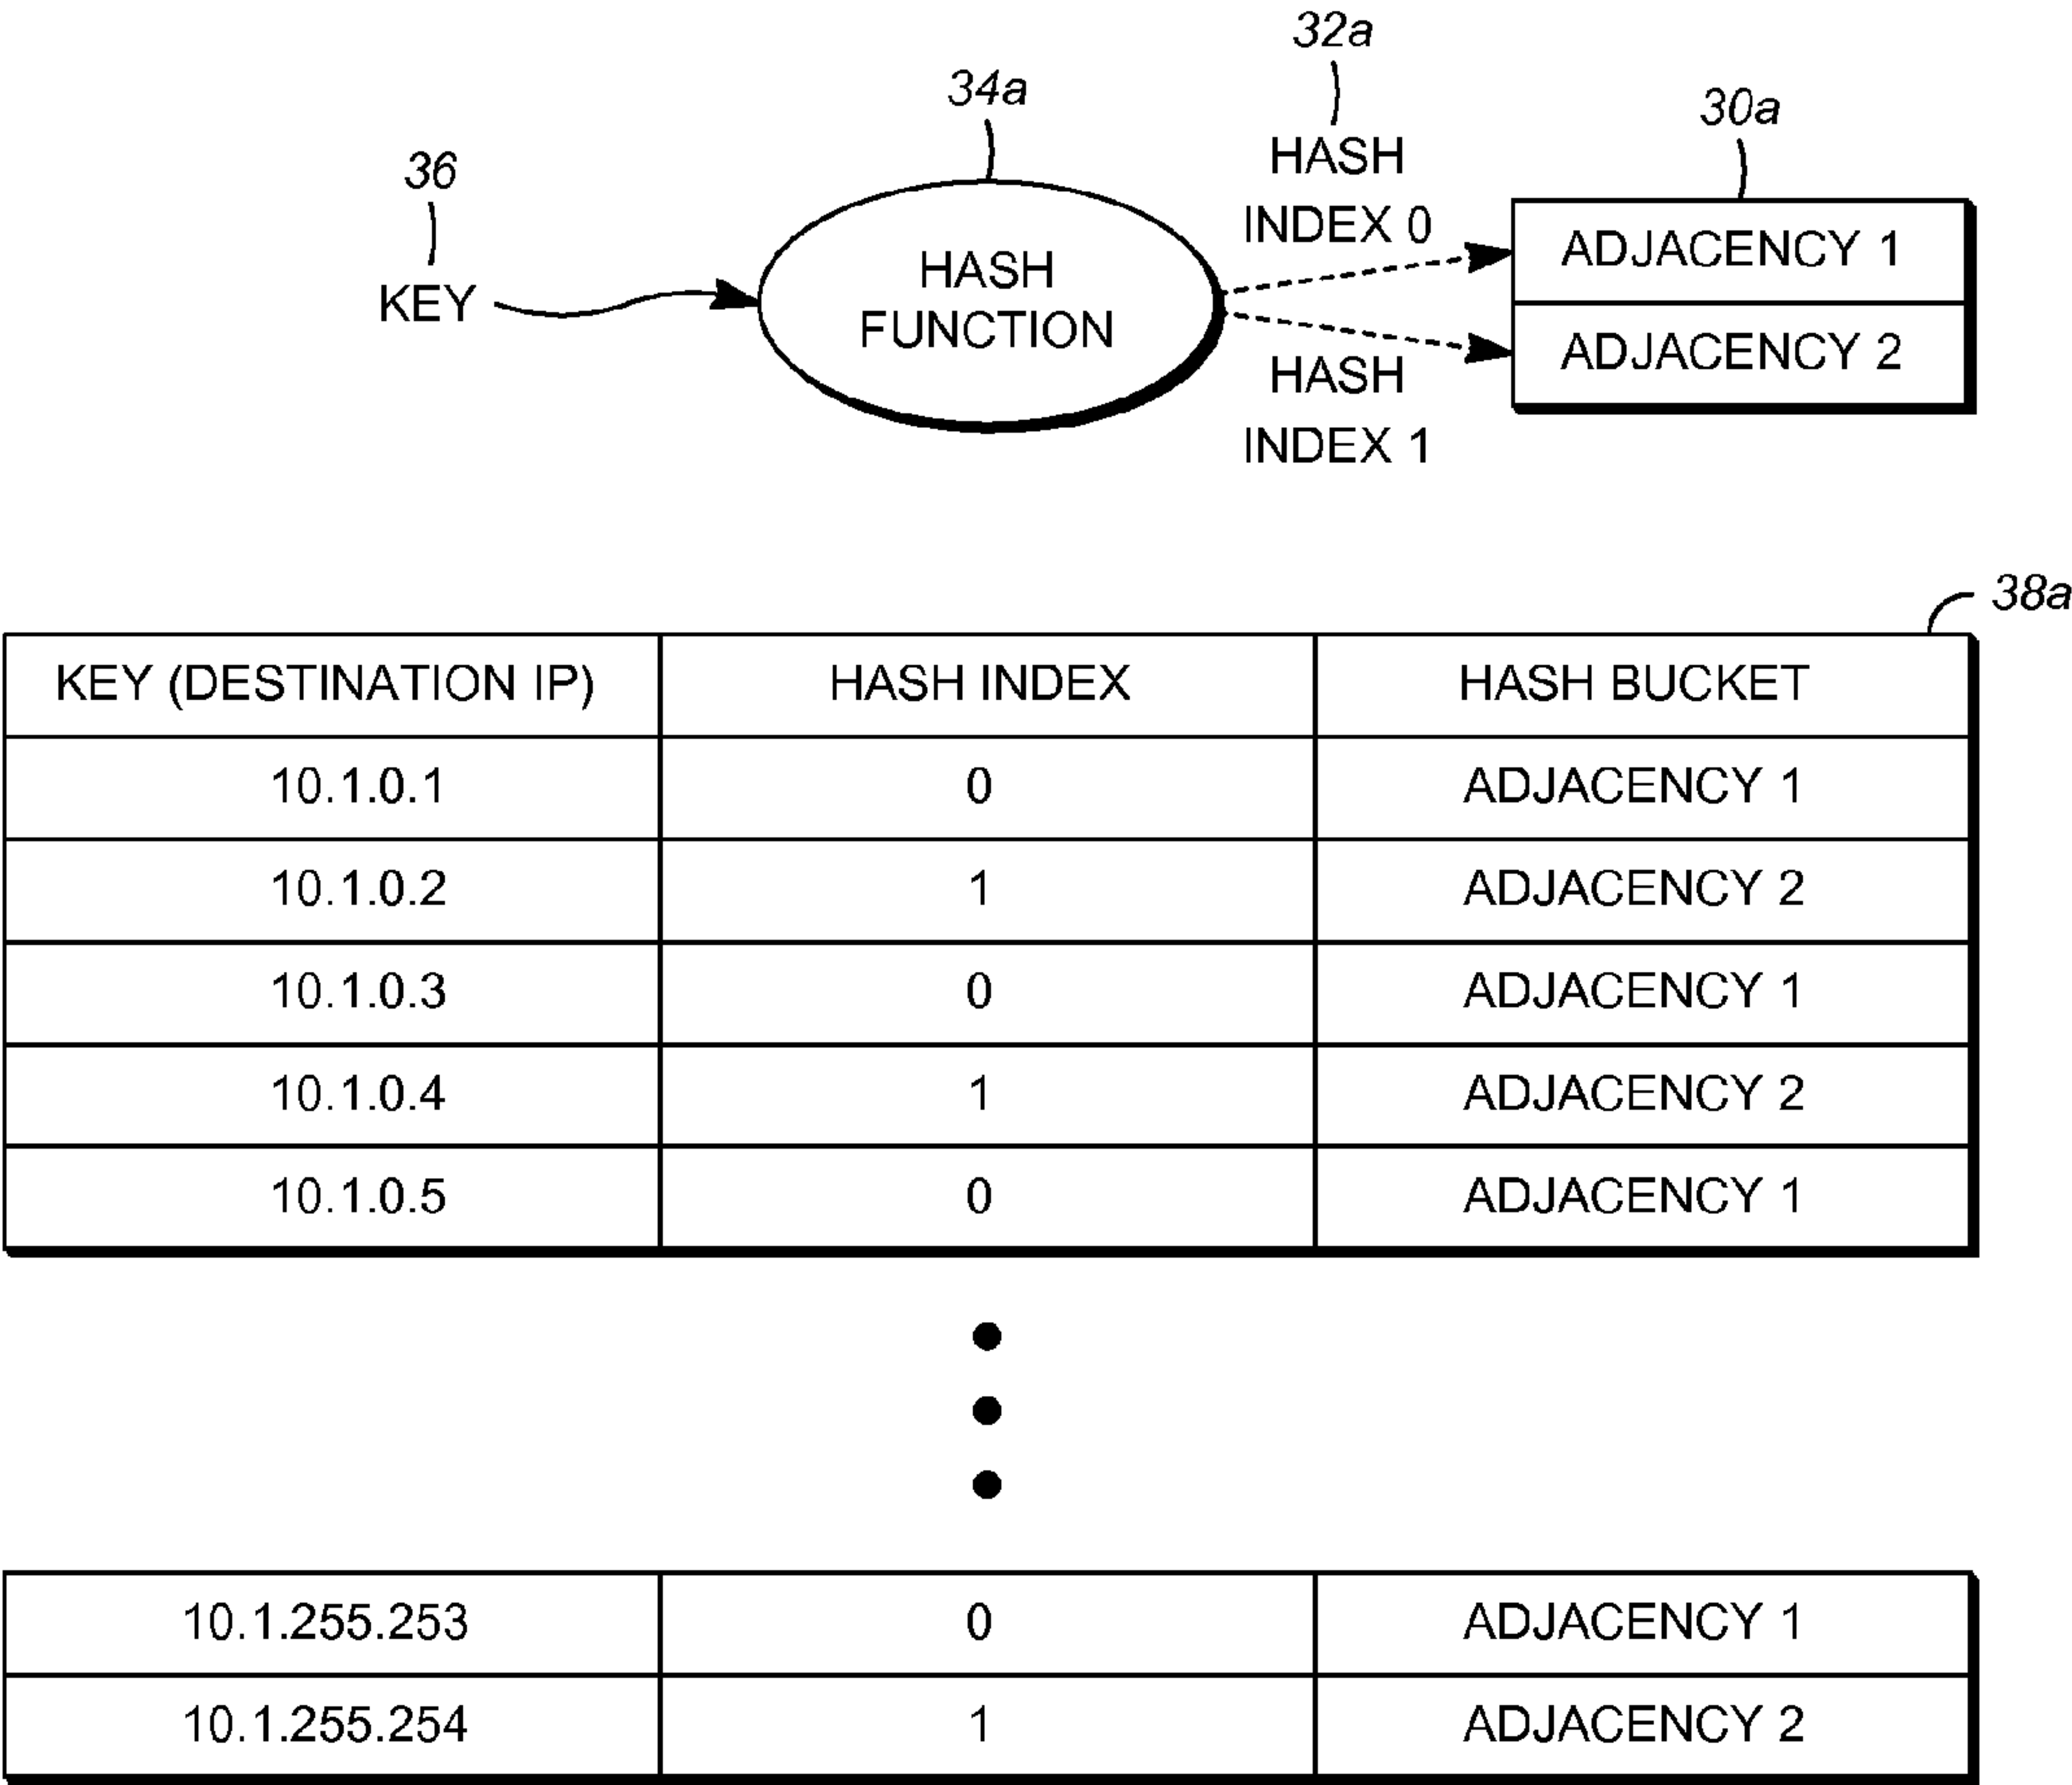 32a
34a
30a
36
HASH
INDEX 0
ADJACENCY 1
HASH
FUNCTION
KEY
ADJACENCY 2
HASH
INDEX 1
38a
KEY (DESTINATION IP) HASH INDEX HASH BUCKET
10.1.0.1 0 ADJACENCY 1
10.1.0.2 1 ADJACENCY 2
10.1.0.3 0 ADJACENCY 1
10.1.0.4 1 ADJACENCY 2
10.1.0.5 0 ADJACENCY 1
10.1.255.253 0 ADJACENCY 1
10.1.255.254 1 ADJACENCY 2